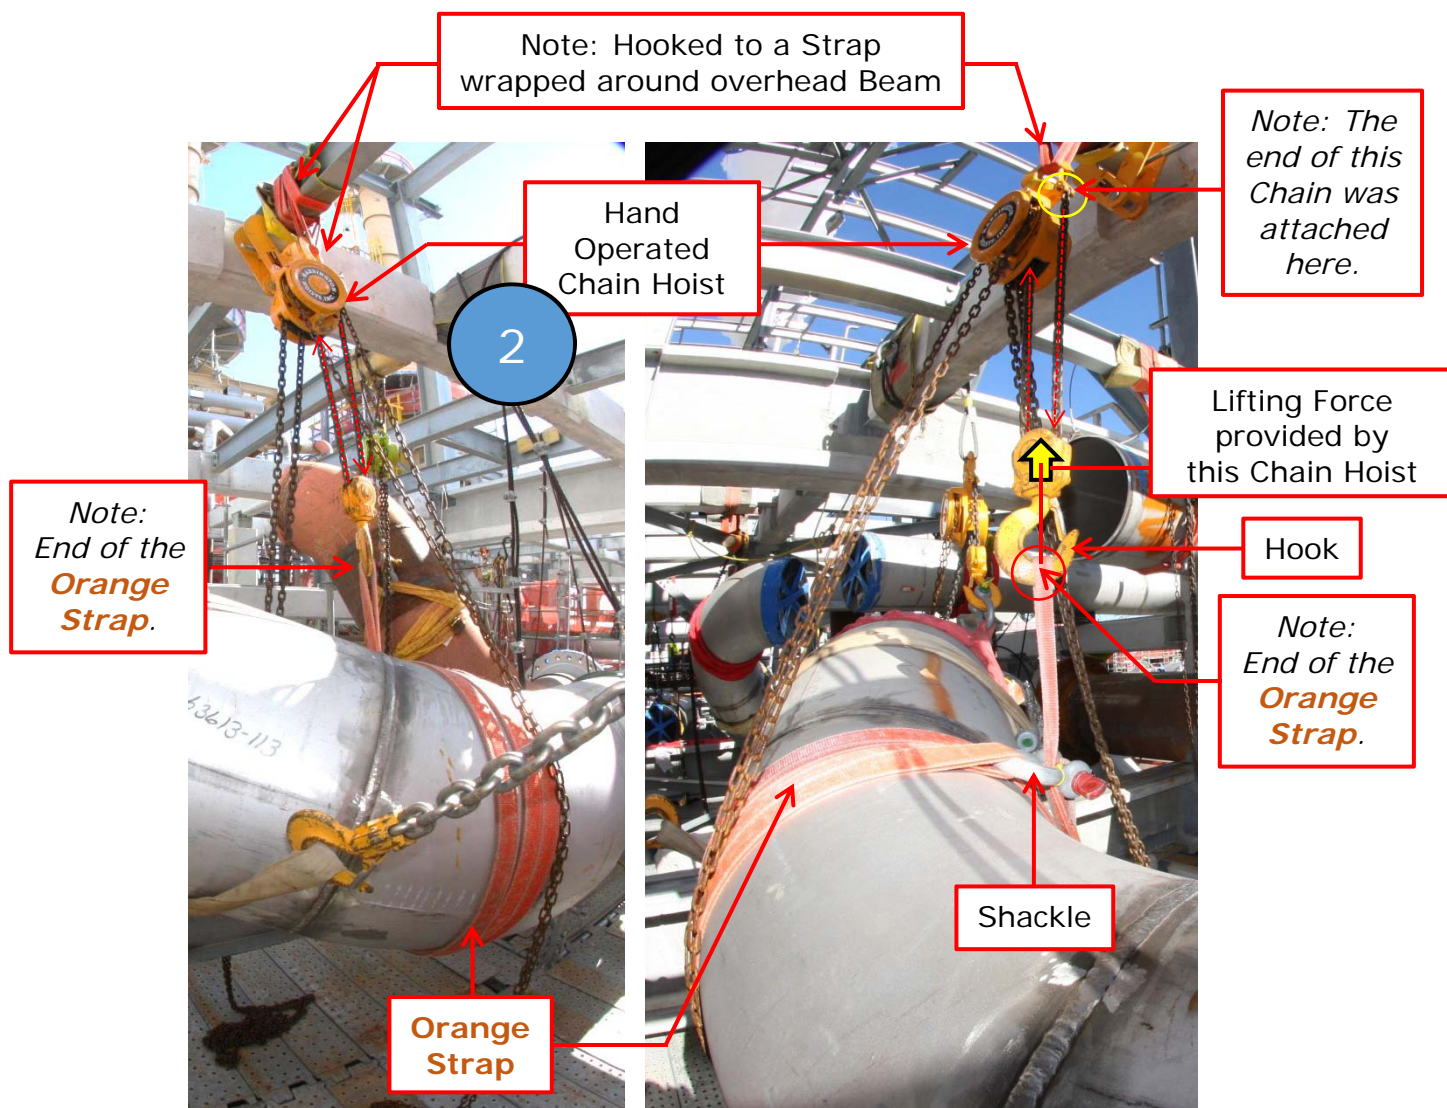 Note: Hooked to a Strap
wrapped around overhead Beam
Note: The
end of this
Chain was
attached
here.
Hand
Operated
Chain Hoist
2
Lifting Force
provided by
this Chain Hoist
Note:
End of the
Orange
Strap.
Hook
Note:
End of the
Orange
Strap.
63613-113
Shackle
Orange
Strap